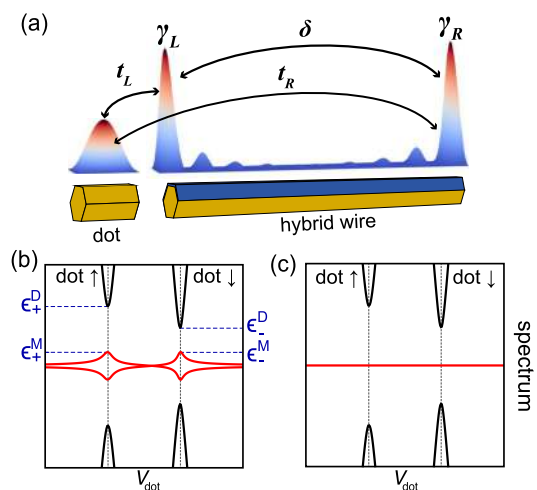 (a)
γL
δ
γR
tL
tR
dot
hybrid wire
(b)
dot ↑
dot ↓
ϵ+D
ϵ-D
ϵ+M
ϵ-M
Vdot
(c)
dot ↑
dot ↓
spectrum
Vdot